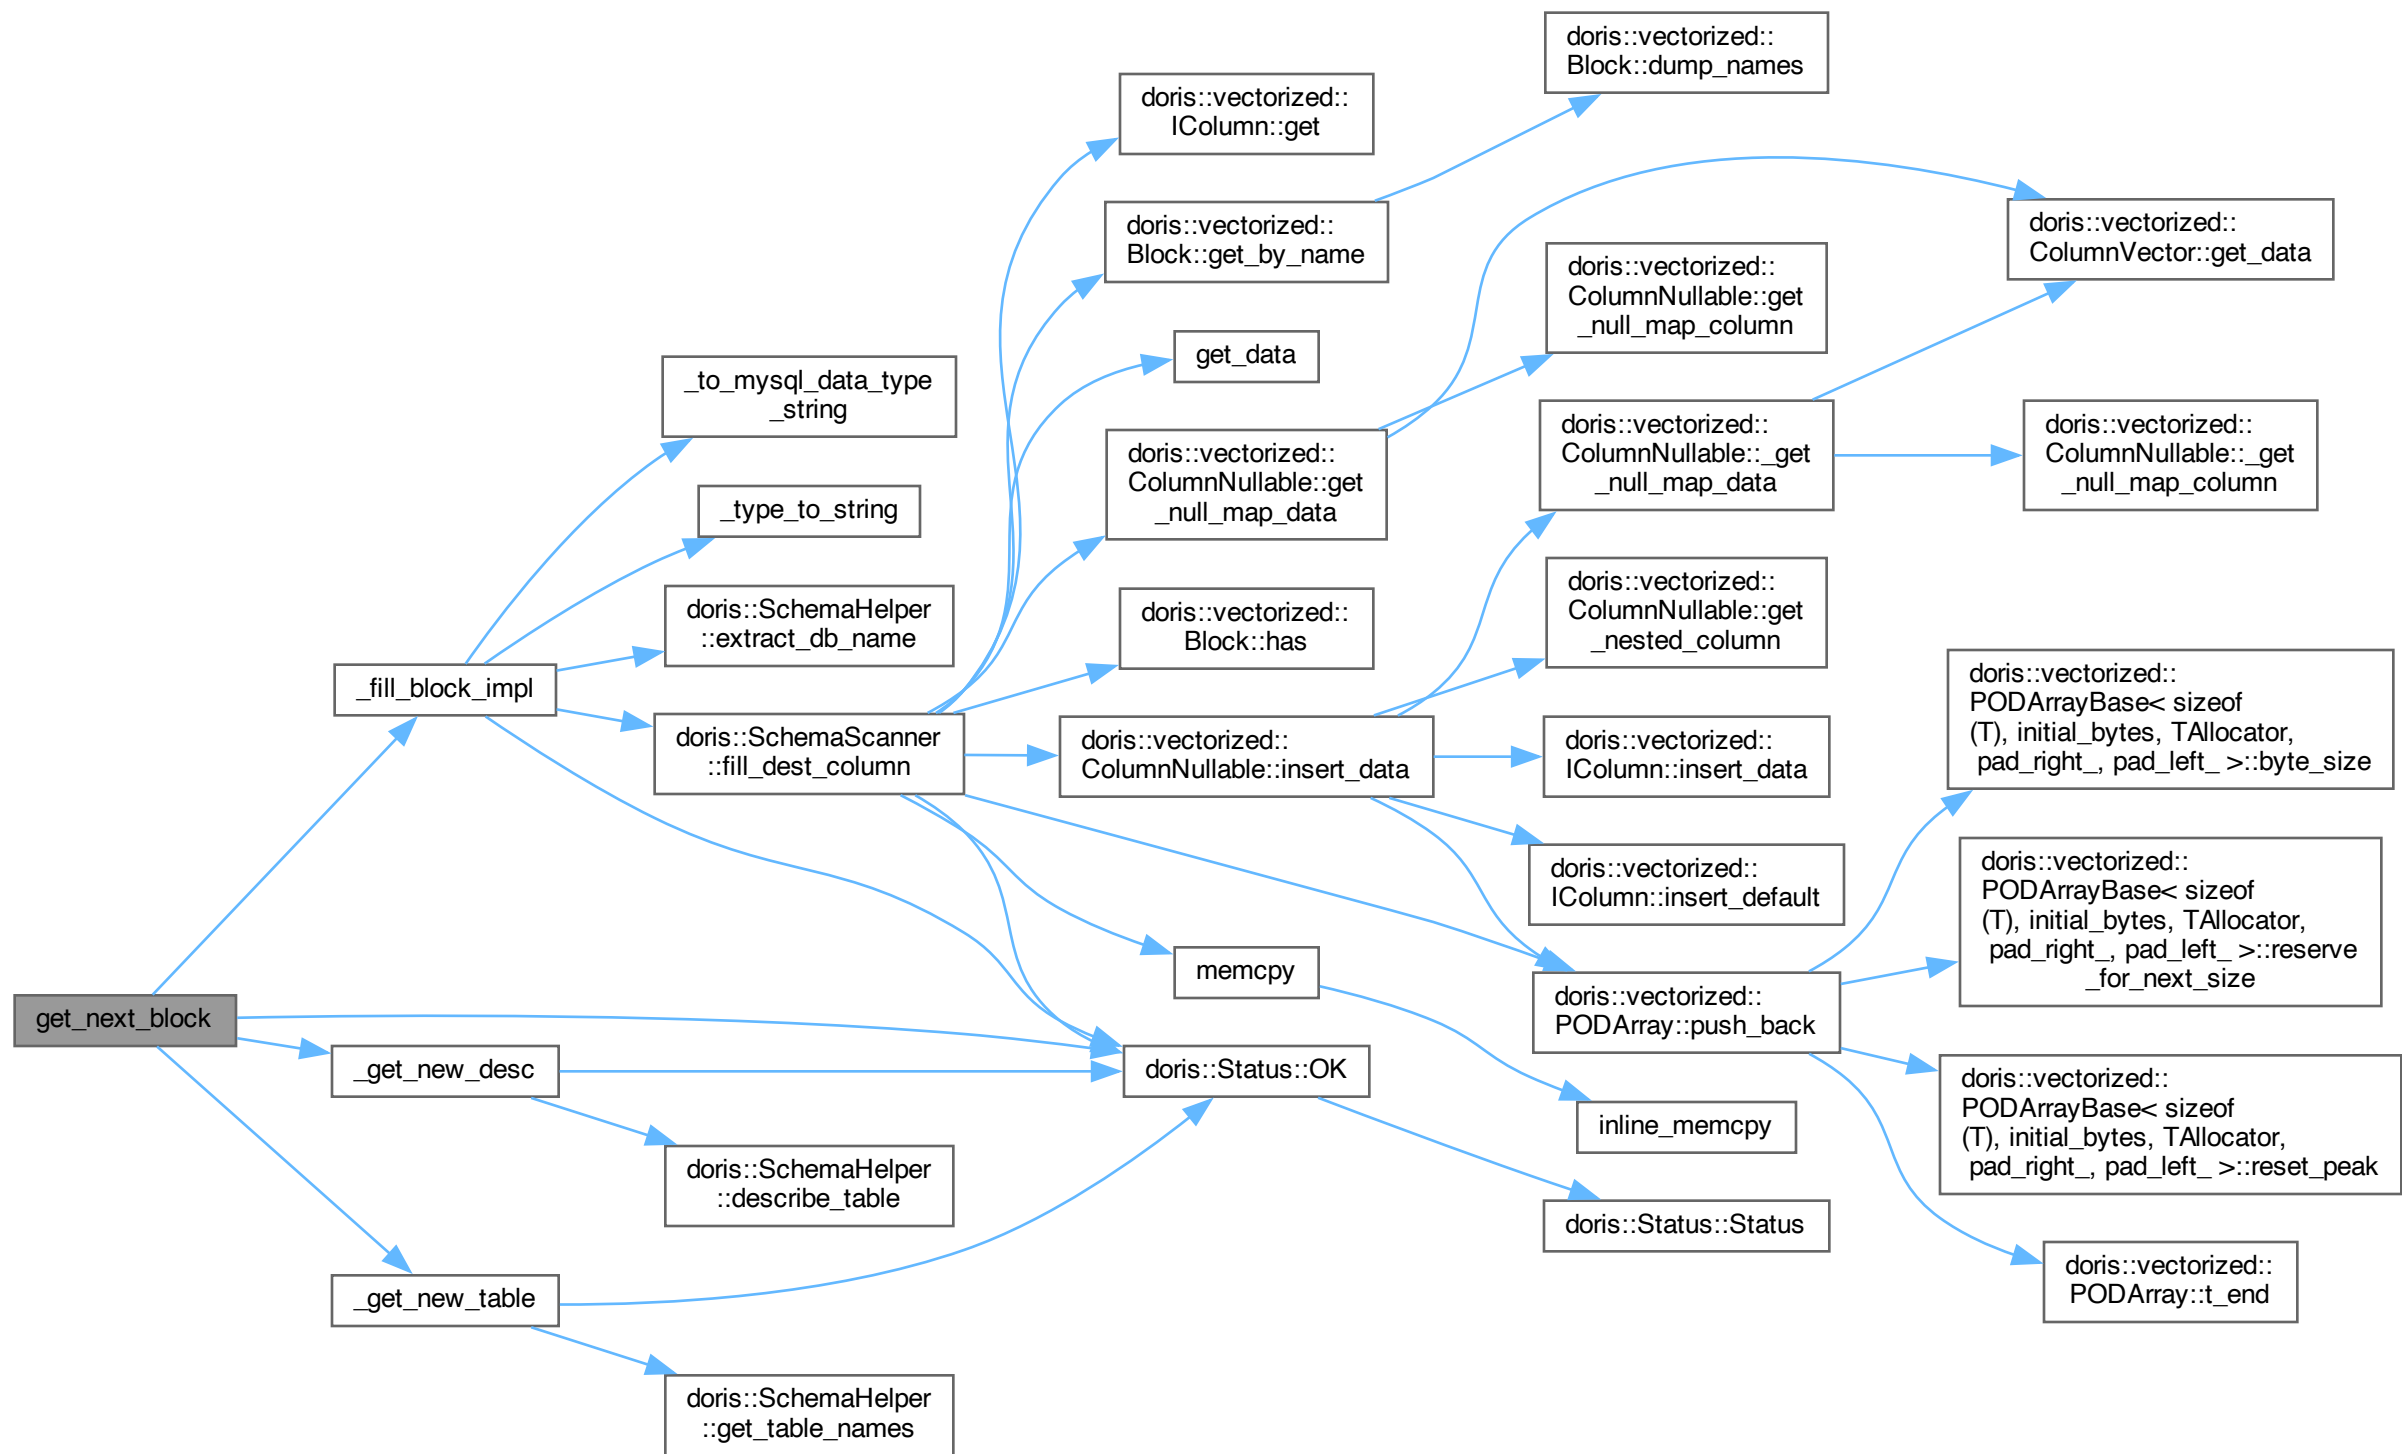 get_next_block
_fill_block_impl
_get_new_desc
_get_new_table
_to_mysql_data_type
_string
_type_to_string
doris::SchemaHelper
::extract_db_name
doris::SchemaScanner
::fill_dest_column
doris::SchemaHelper
::describe_table
doris::SchemaHelper
::get_table_names
doris::vectorized::
IColumn::get
doris::vectorized::
Block::get_by_name
get_data
doris::vectorized::
ColumnNullable::get
_null_map_data
doris::vectorized::
Block::has
doris::vectorized::
ColumnNullable::insert_data
memcpy
doris::Status::OK
doris::vectorized::
Block::dump_names
doris::vectorized::
ColumnNullable::get
_null_map_column
doris::vectorized::
ColumnNullable::_get
_null_map_data
doris::vectorized::
ColumnNullable::get
_nested_column
doris::vectorized::
IColumn::insert_data
doris::vectorized::
IColumn::insert_default
doris::vectorized::
PODArray::push_back
inline_memcpy
doris::Status::Status
doris::vectorized::
ColumnVector::get_data
doris::vectorized::
ColumnNullable::_get
_null_map_column
doris::vectorized::
PODArrayBase< sizeof
(T), initial_bytes, TAllocator,
pad_right_, pad_left_ >::byte_size
doris::vectorized::
PODArrayBase< sizeof
(T), initial_bytes, TAllocator,
pad_right_, pad_left_ >::reserve
_for_next_size
doris::vectorized::
PODArrayBase< sizeof
(T), initial_bytes, TAllocator,
pad_right_, pad_left_ >::reset_peak
doris::vectorized::
PODArray::t_end